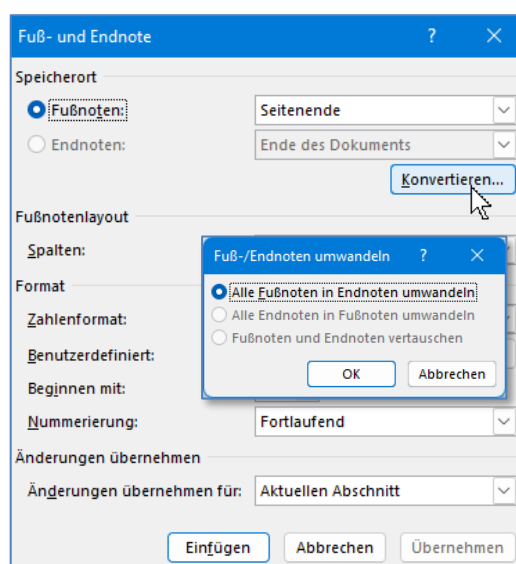 Fuß- und Endnote ? ×
Speicherort
Fußnoten: Seitenende
Endnoten: Ende des Dokuments
Konvertieren...
Fußnotenlayout
Spalten:
Format
Zahlenformat:
Benutzerdefiniert:
Beginnen mit:
Nummerierung: Fortlaufend
Änderungen übernehmen
Änderungen übernehmen für: Aktuellen Abschnitt
Einfügen Abbrechen Übernehmen
Fuß-/Endnoten umwandeln ? ×
Alle Fußnoten in Endnoten umwandeln
Alle Endnoten in Fußnoten umwandeln
Fußnoten und Endnoten vertauschen
OK Abbrechen